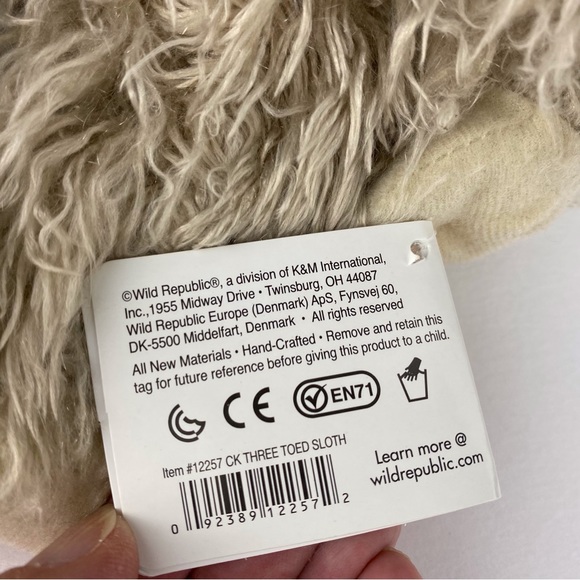 ©Wild Republic®, a division of K&M International,
Inc.,1955 Midway Drive • Twinsburg, OH 44087
Wild Republic Europe (Denmark) ApS, Fynsvej 60,
DK-5500 Middelfart, Denmark • All rights reserved
All New Materials • Hand-Crafted • Remove and retain this
tag for future reference before giving this product to a child.
CE EN71
Item #12257 CK THREE TOED SLOTH
Learn more @
wildrepublic.com
0 92389 12257 2